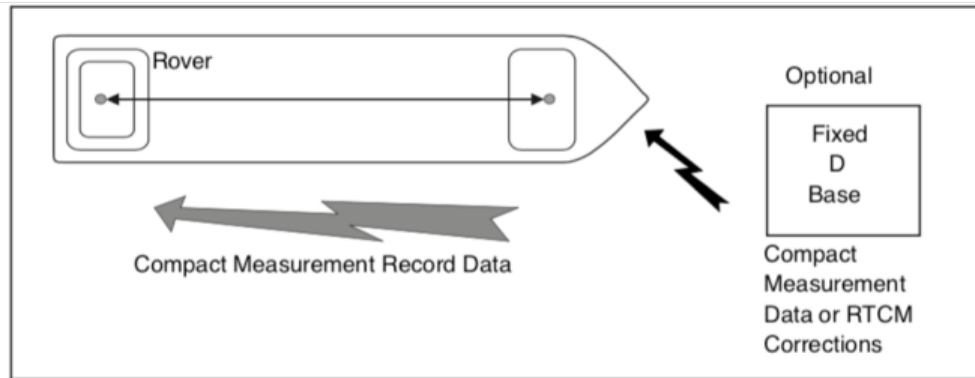 Rover
Optional
Fixed
D
Base
Compact Measurement Record Data
Compact
Measurement
Data or RTCM
Corrections